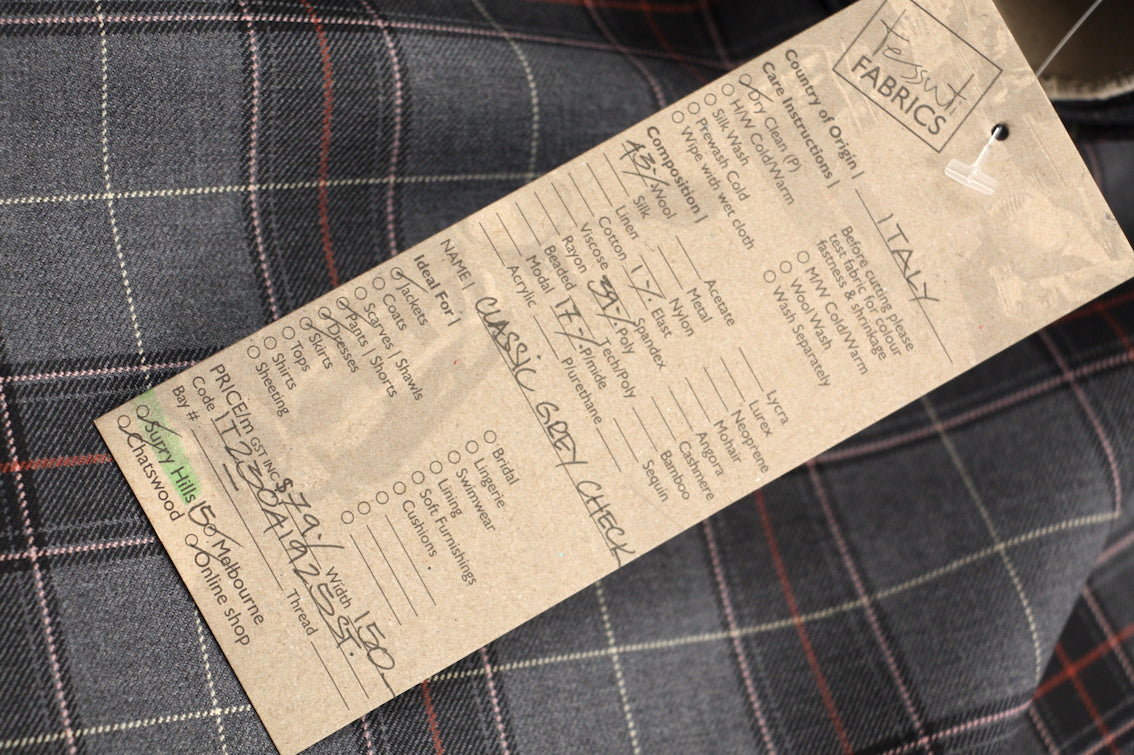 tessuti
FABRICS
Country of Origin | ITALY
Care Instructions |
Dry Clean (P)
H/W Cold/Warm
Silk Wash
Prewash Cold
Wipe with wet cloth
Before cutting please
test fabric for colour
fastness & shrinkage
M/W Cold/Warm
Wool Wash
Wash Separately
Composition |
43% Wool
Silk
Linen
Cotton
Viscose
Rayon
Beaded
Modal
Acrylic
Acetate
Metal
Nylon
1% Elast
Spandex
39% Poly
Tech/Poly
17% P/mide
P/urethane
Lycra
Lurex
Neoprene
Mohair
Angora
Cashmere
Bamboo
Sequin
NAME | CLASSIC GREY CHECK
Ideal For |
Jackets
Coats
Scarves | Shawls
Pants | Shorts
Dresses
Skirts
Tops
Shirts
Sheeting
Bridal
Lingerie
Swimwear
Lining
Soft Furnishings
Cushions
PRICE/m GST INC $79/ Width 150
Code
Bay # Thread
Surry Hills 150 Melbourne
Chatswood Online shop